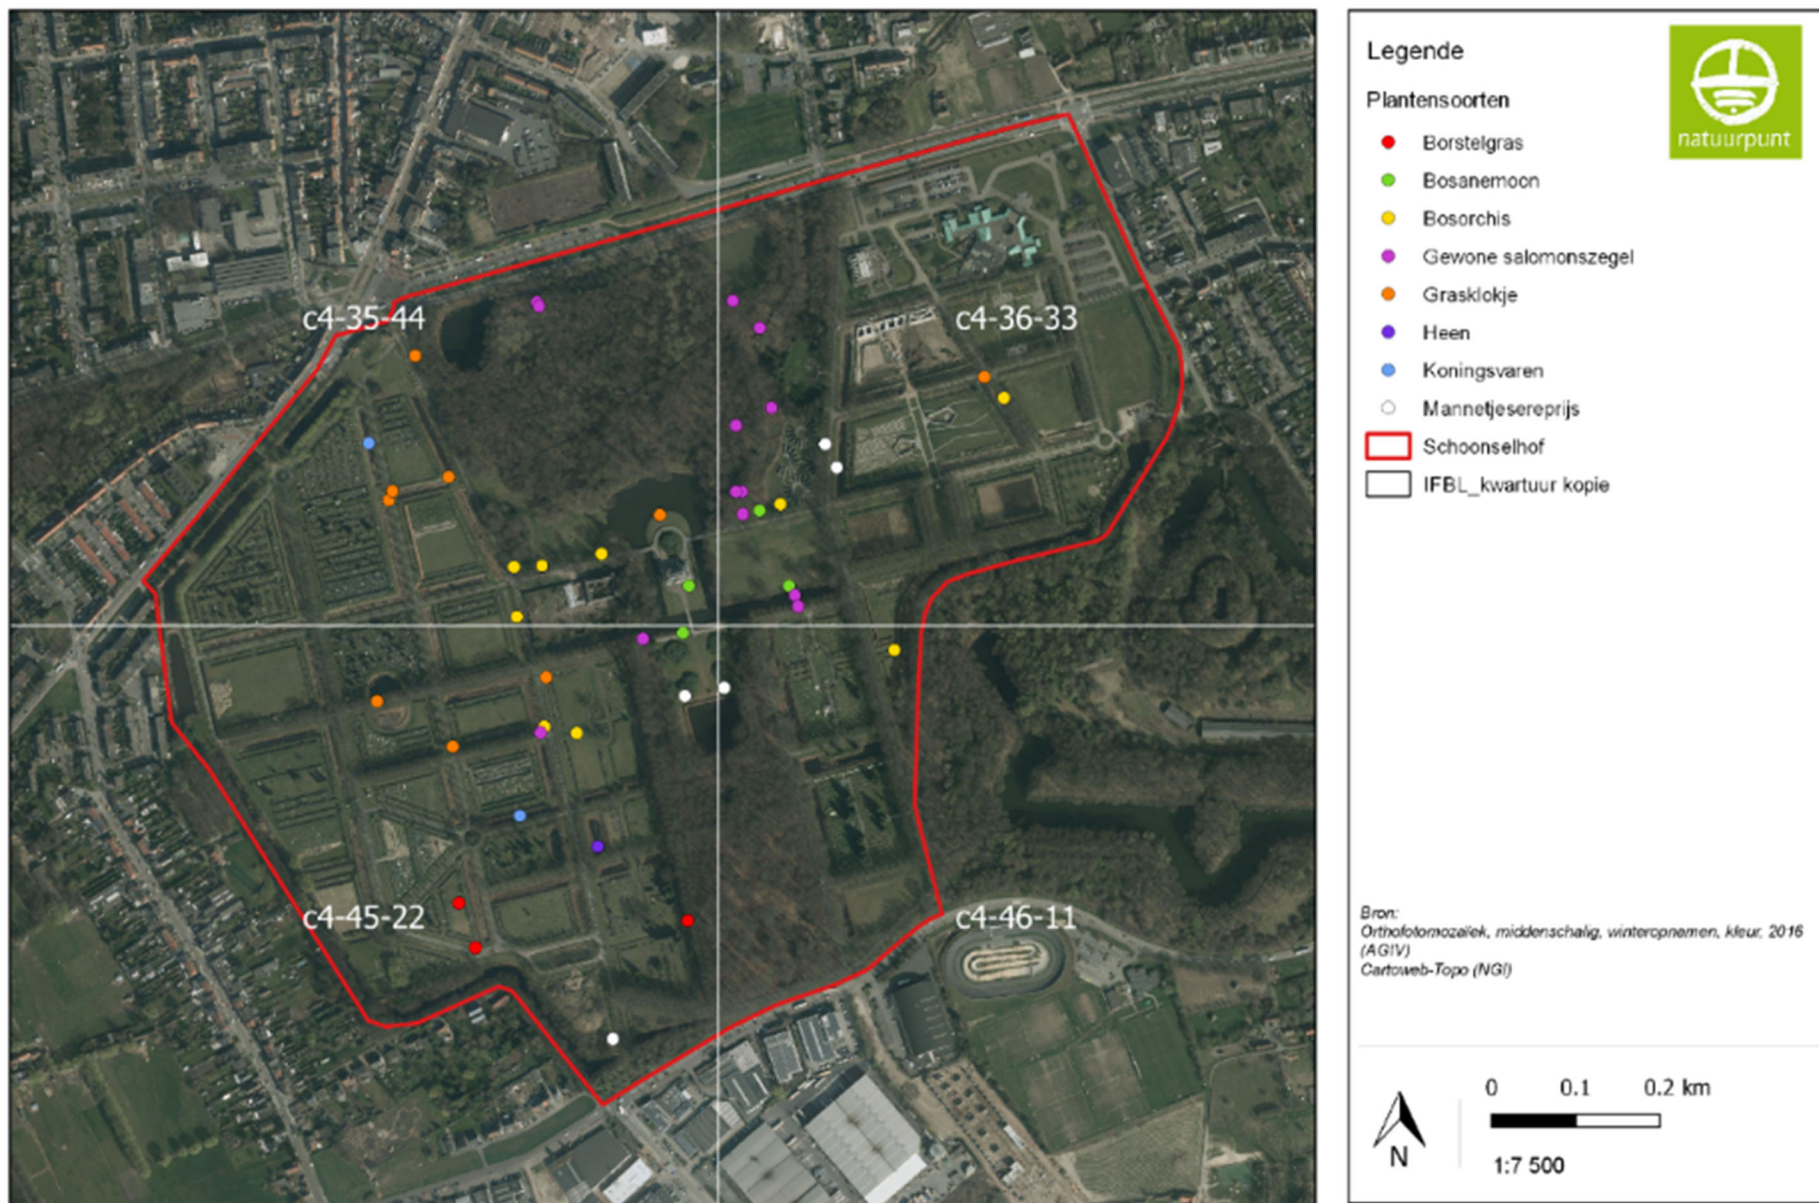 c4-35-44
c4-36-33
c4-45-22
c4-46-11
Legende
natuurpunt
Plantensoorten
Borstelgras
Bosanemoon
Bosorchis
Gewone salomonszegel
Grasklokje
Heen
Koningsvaren
Mannetjesereprijs
Schoonselhof
IFBL_kwartuur kopie
Bron:
Orthofotomozaïek, middenschalig, winteropnamen, kleur, 2016
(AGIV)
Cartoweb-Topo (NGI)
0 0.1 0.2 km
N
1:7 500